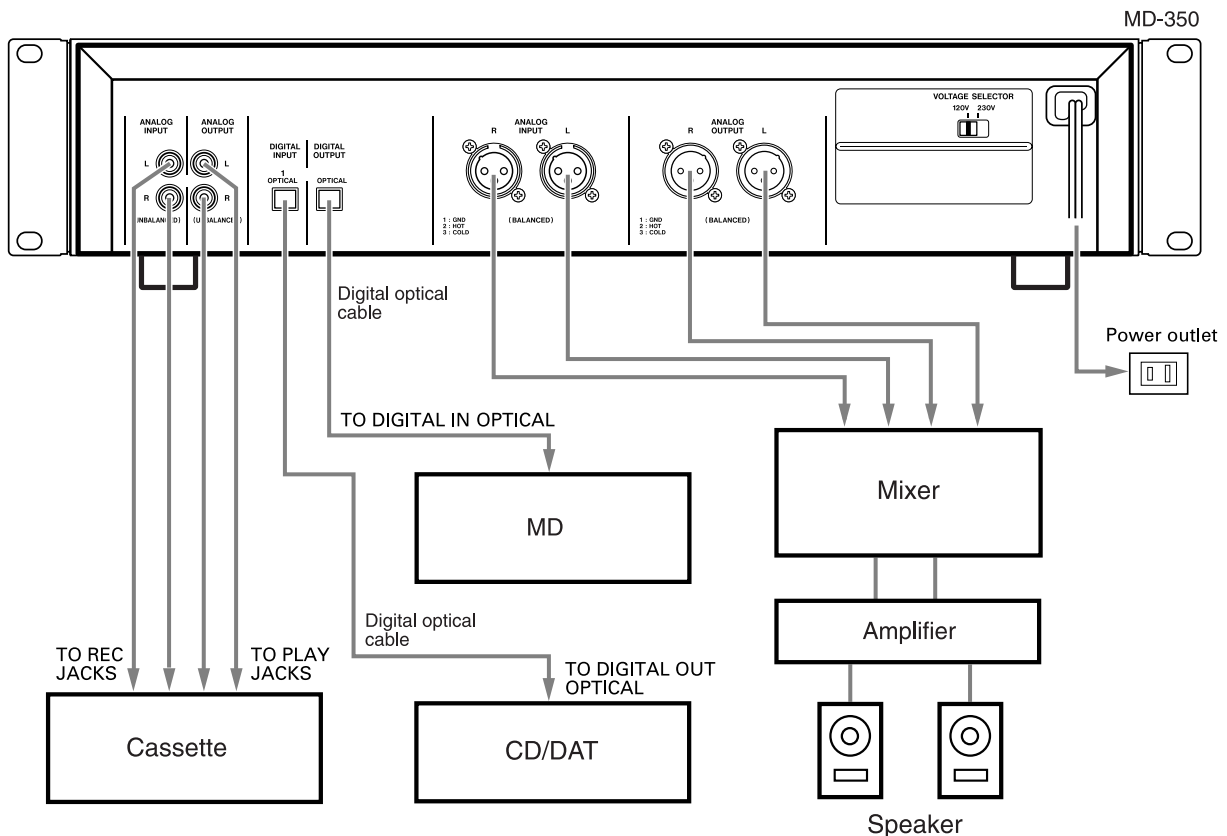 MD-350
VOLTAGE SELECTOR
120V 230V
ANALOG
INPUT
ANALOG
OUTPUT
L
L
R
R
(UNBALANCED)
DIGITAL
INPUT
DIGITAL
OUTPUT
1
OPTICAL
OPTICAL
ANALOG
INPUT
R
L
1 : GND
2 : HOT
3 : COLD
(BALANCED)
ANALOG
OUTPUT
R
L
1 : GND
2 : HOT
3 : COLD
(BALANCED)
Digital optical
cable
Power outlet
TO DIGITAL IN OPTICAL
MD
Mixer
Amplifier
Digital optical
cable
TO REC
JACKS
TO PLAY
JACKS
TO DIGITAL OUT
OPTICAL
Cassette
CD/DAT
Speaker